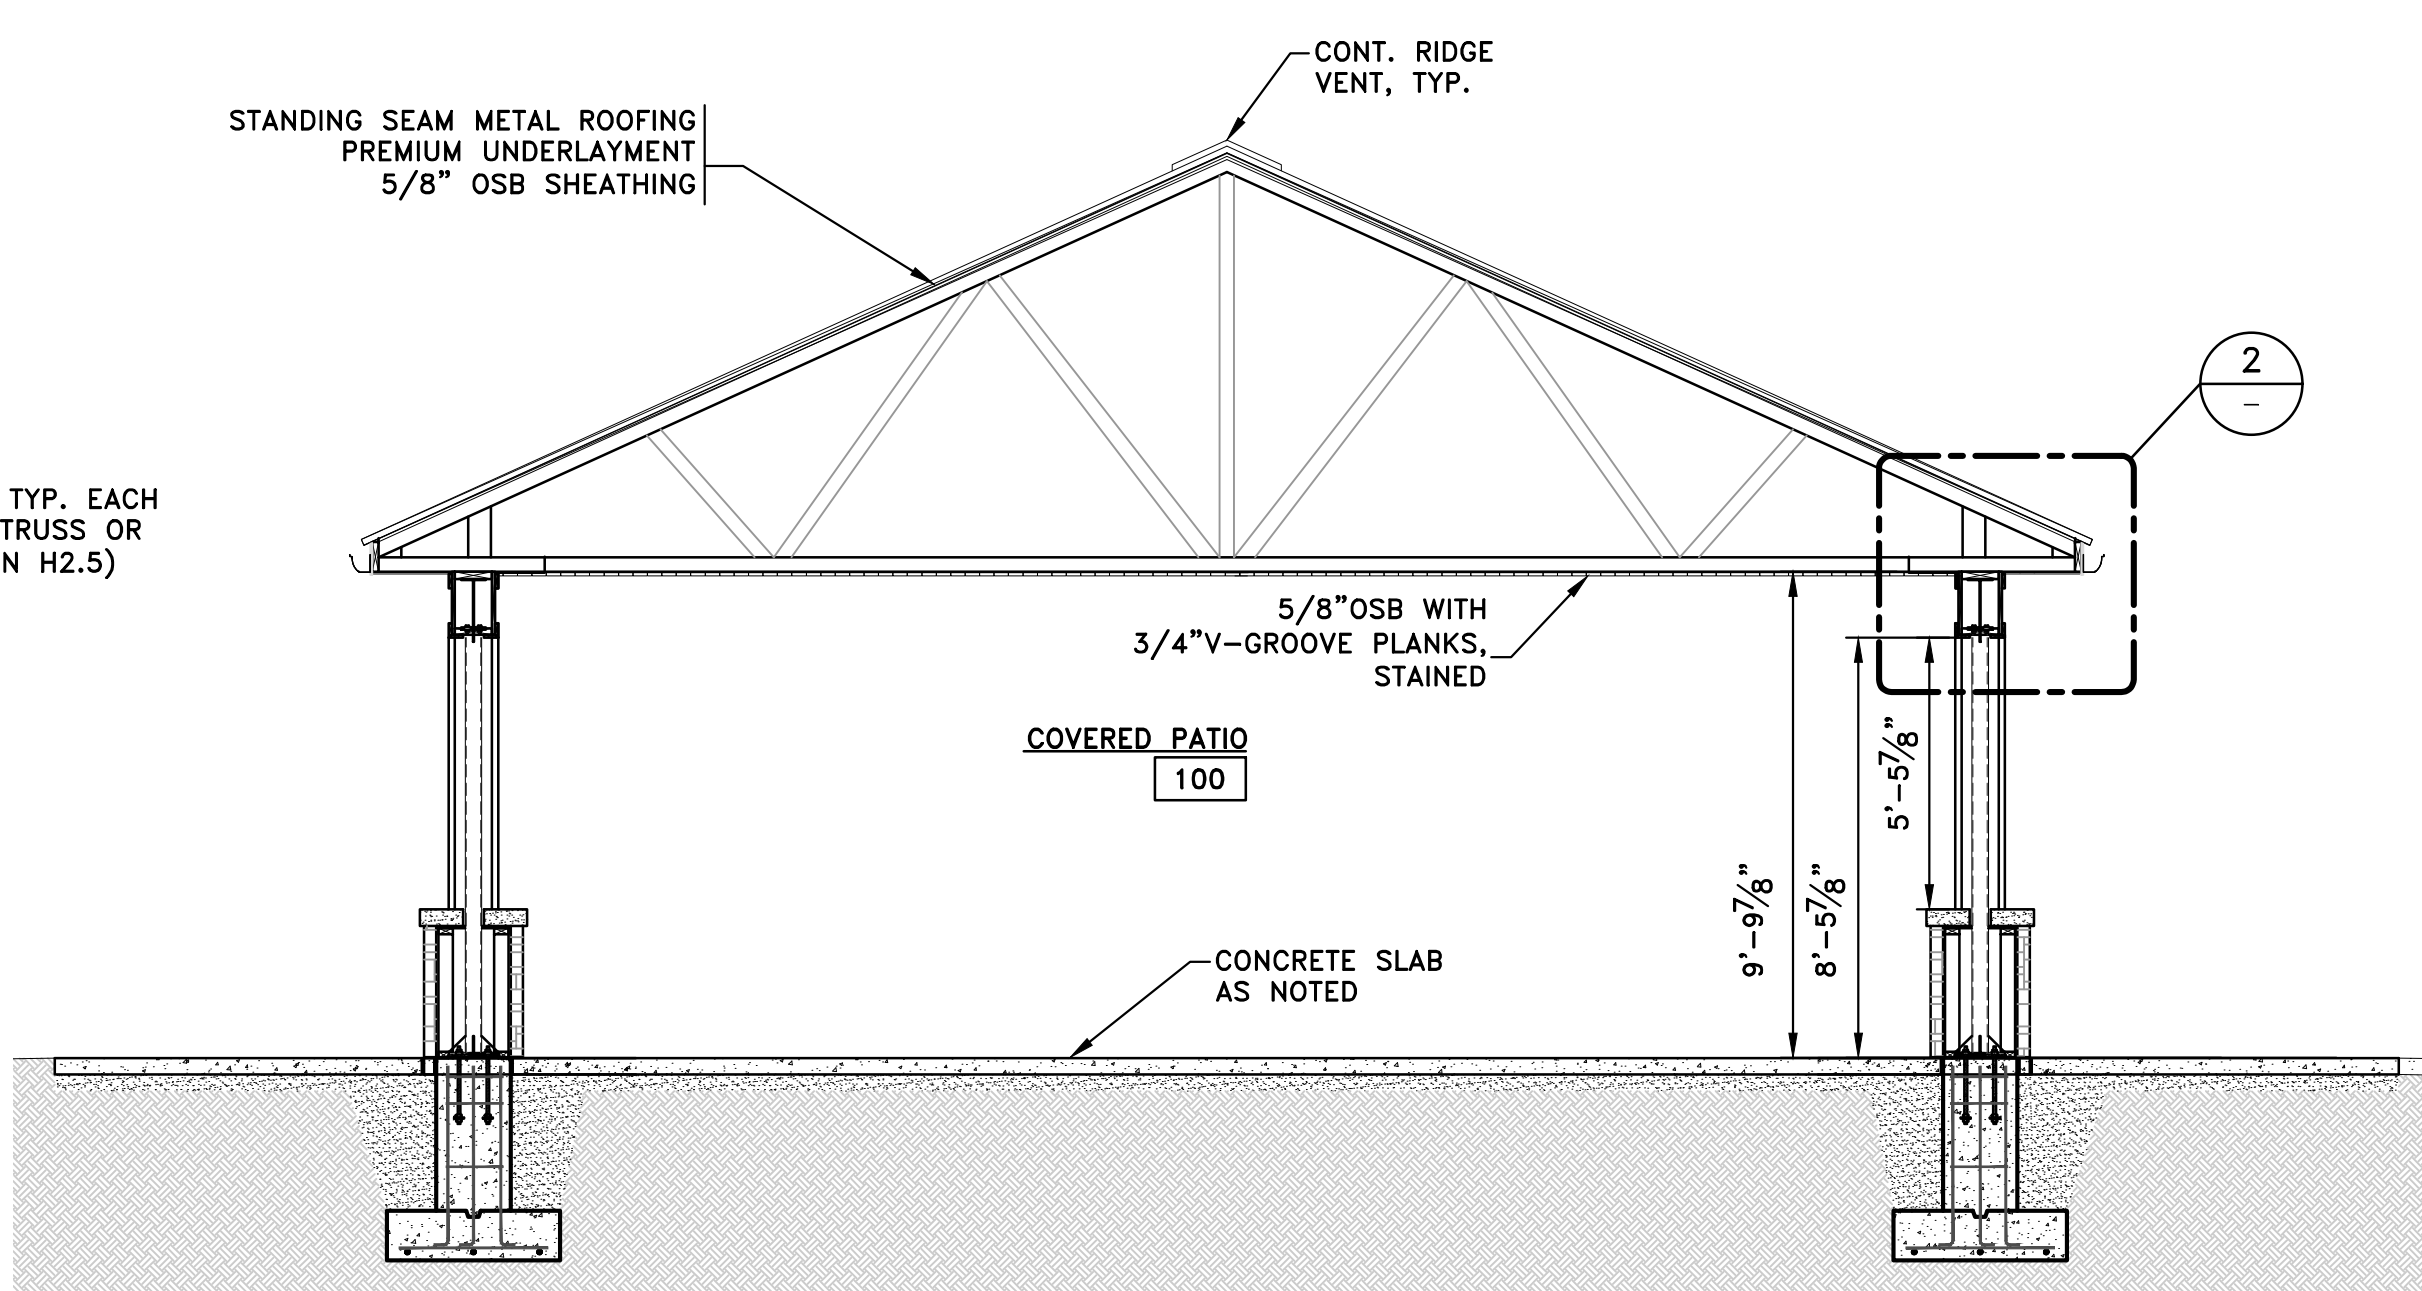 CONT. RIDGE
VENT, TYP.
STANDING SEAM METAL ROOFING
PREMIUM UNDERLAYMENT
5/8" OSB SHEATHING
2
–
TYP. EACH
TRUSS OR
N H2.5)
5/8"OSB WITH
3/4"V-GROOVE PLANKS,
STAINED
COVERED PATIO
100
5'-5 7/8"
9'-9 7/8"
8'-5 7/8"
CONCRETE SLAB
AS NOTED